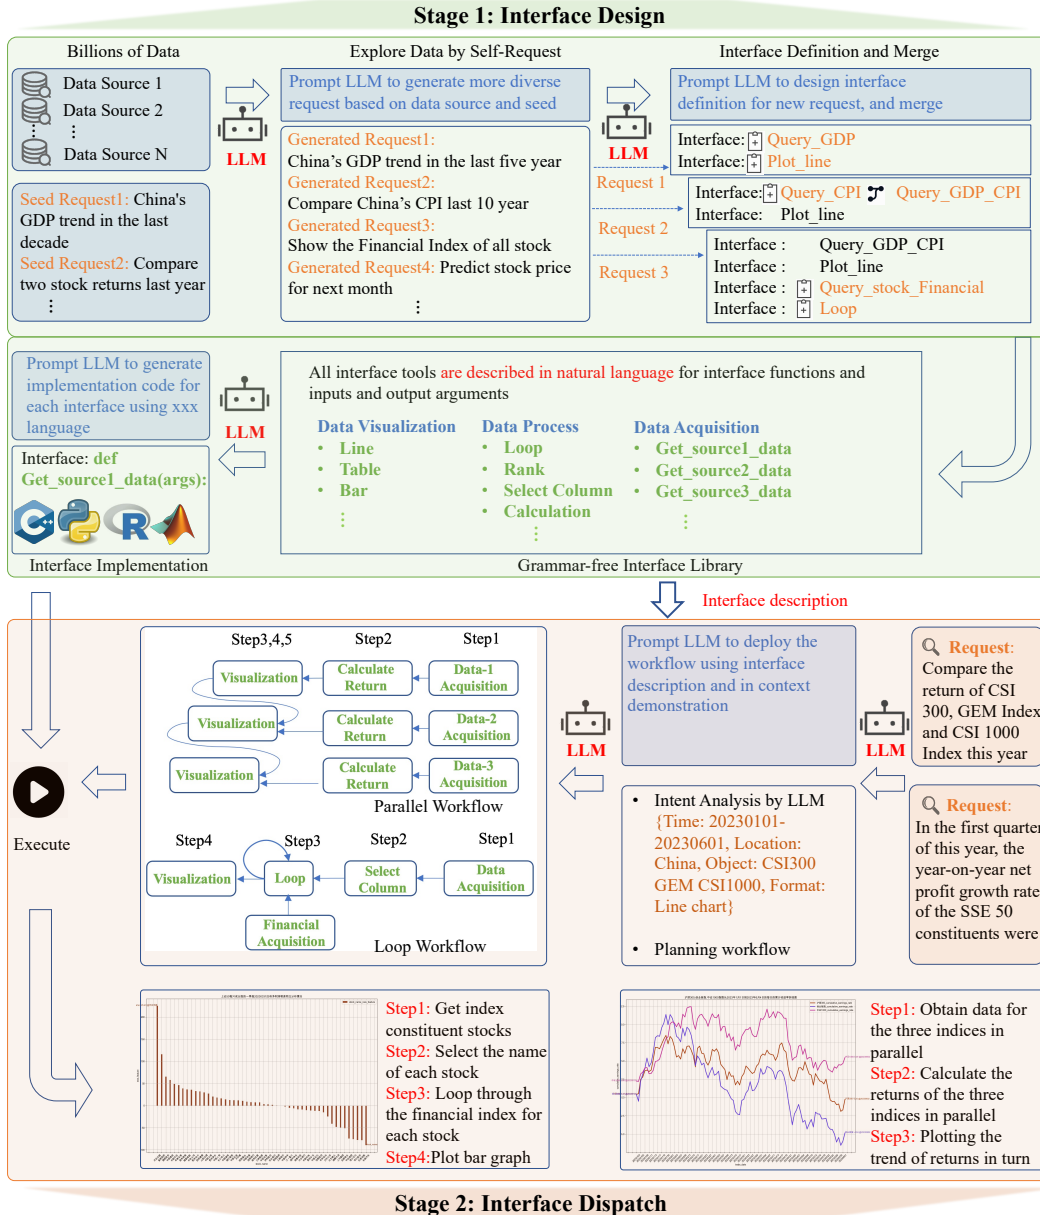 Stage 1: Interface Design
Billions of Data
Data Source 1
Data Source 2
Data Source N
Seed Request1: China's
GDP trend in the last
decade
Seed Request2: Compare
two stock returns last year
LLM
Explore Data by Self-Request
Prompt LLM to generate more diverse
request based on data source and seed
Generated Request1:
China's GDP trend in the last five year
Generated Request2:
Compare China's CPI last 10 year
Generated Request3:
Show the Financial Index of all stock
Generated Request4: Predict stock price
for next month
LLM
Request 1
Request 2
Request 3
Interface Definition and Merge
Prompt LLM to design interface
definition for new request, and merge
Interface: Query_GDP
Interface: Plot_line
Interface: Query_CPI Query_GDP_CPI
Interface: Plot_line
Interface : Query_GDP_CPI
Interface : Plot_line
Interface : Query_stock_Financial
Interface : Loop
Prompt LLM to generate
implementation code for
each interface using xxx
language
LLM
Interface: def
Get_source1_data(args):
C++
R
Interface Implementation
All interface tools are described in natural language for interface functions and
inputs and output arguments
Data Visualization
Line
Table
Bar
Data Process
Loop
Rank
Select Column
Calculation
Data Acquisition
Get_source1_data
Get_source2_data
Get_source3_data
Grammar-free Interface Library
Interface description
Request:
Compare the
return of CSI
300, GEM Index
and CSI 1000
Index this year
Request:
In the first quarter
of this year, the
year-on-year net
profit growth rate
of the SSE 50
constituents were
LLM
Prompt LLM to deploy the
workflow using interface
description and in context
demonstration
Intent Analysis by LLM
{Time: 20230101-
20230601, Location:
China, Object: CSI300
GEM CSI1000, Format:
Line chart}
Planning workflow
LLM
Step3,4,5 Step2 Step1
Visualization
Calculate
Return
Data-1
Acquisition
Visualization
Calculate
Return
Data-2
Acquisition
Visualization
Calculate
Return
Data-3
Acquisition
Parallel Workflow
Step4 Step3 Step2 Step1
Visualization
Loop
Select
Column
Data
Acquisition
Financial
Acquisition
Loop Workflow
Execute
Step1: Get index
constituent stocks
Step2: Select the name
of each stock
Step3: Loop through
the financial index for
each stock
Step4:Plot bar graph
Step1: Obtain data for
the three indices in
parallel
Step2: Calculate the
returns of the three
indices in parallel
Step3: Plotting the
trend of returns in turn
Stage 2: Interface Dispatch